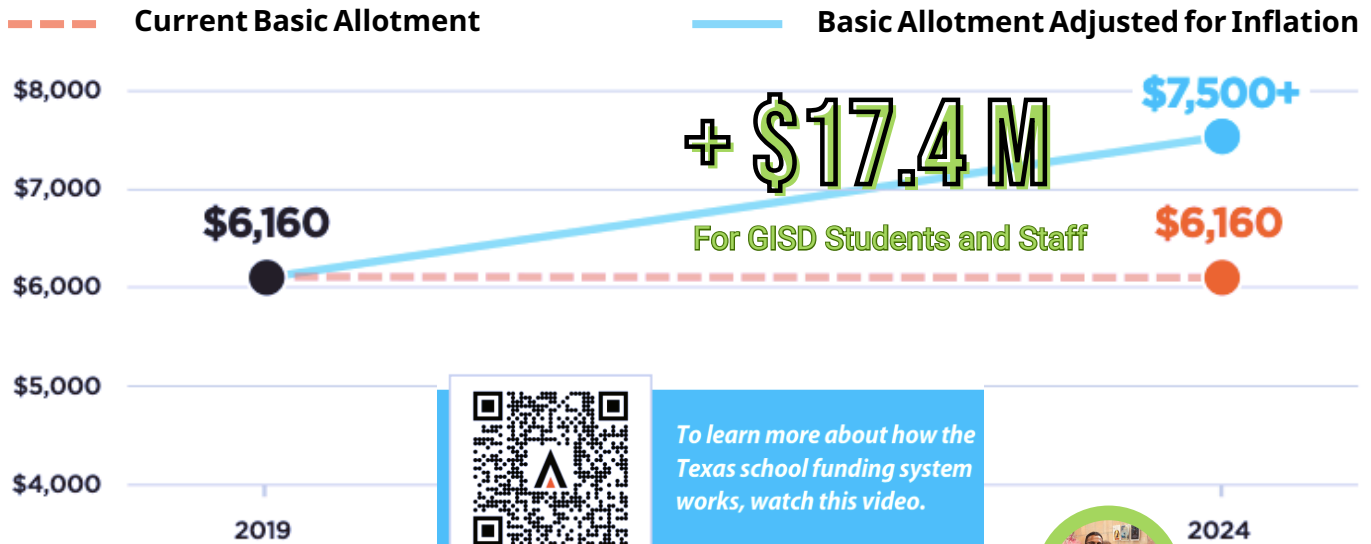 Current Basic Allotment
Basic Allotment Adjusted for Inflation
$8,000
$7,500+
+ $17.4 M
$7,000
$6,160
$6,160
For GISD Students and Staff
$6,000
$5,000
To learn more about how the
Texas school funding system
works, watch this video.
$4,000
2019
2024